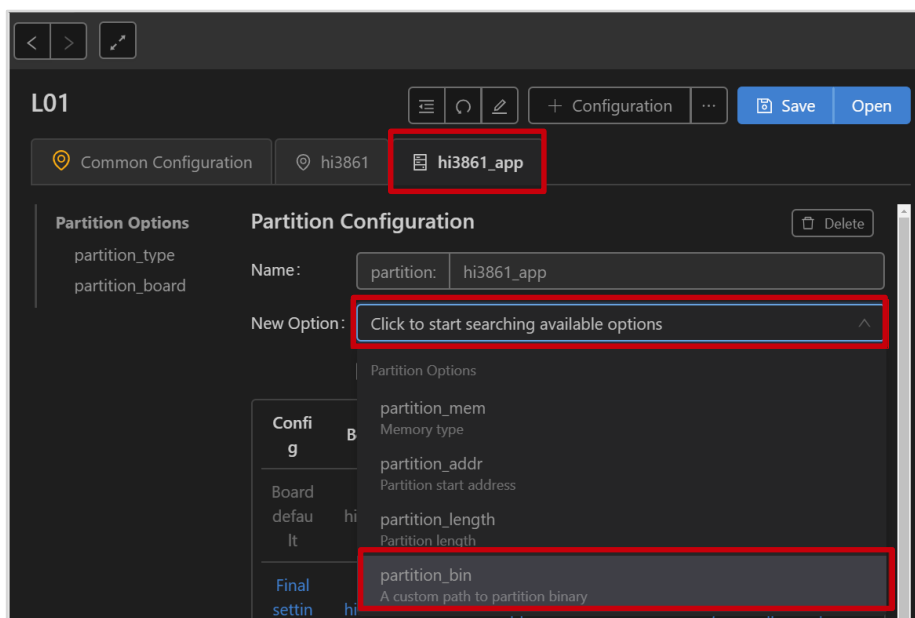 L01
+ Configuration
...
Save
Open
Common Configuration
hi3861
hi3861_app
Partition Options
partition_type
partition_board
Partition Configuration
Delete
Name:
partition:
hi3861_app
New Option:
Click to start searching available options
Partition Options
partition_mem
Memory type
partition_addr
Partition start address
partition_length
Partition length
partition_bin
A custom path to partition binary
Confi
g
B
Board
defau
lt
hi
Final
settin
hi